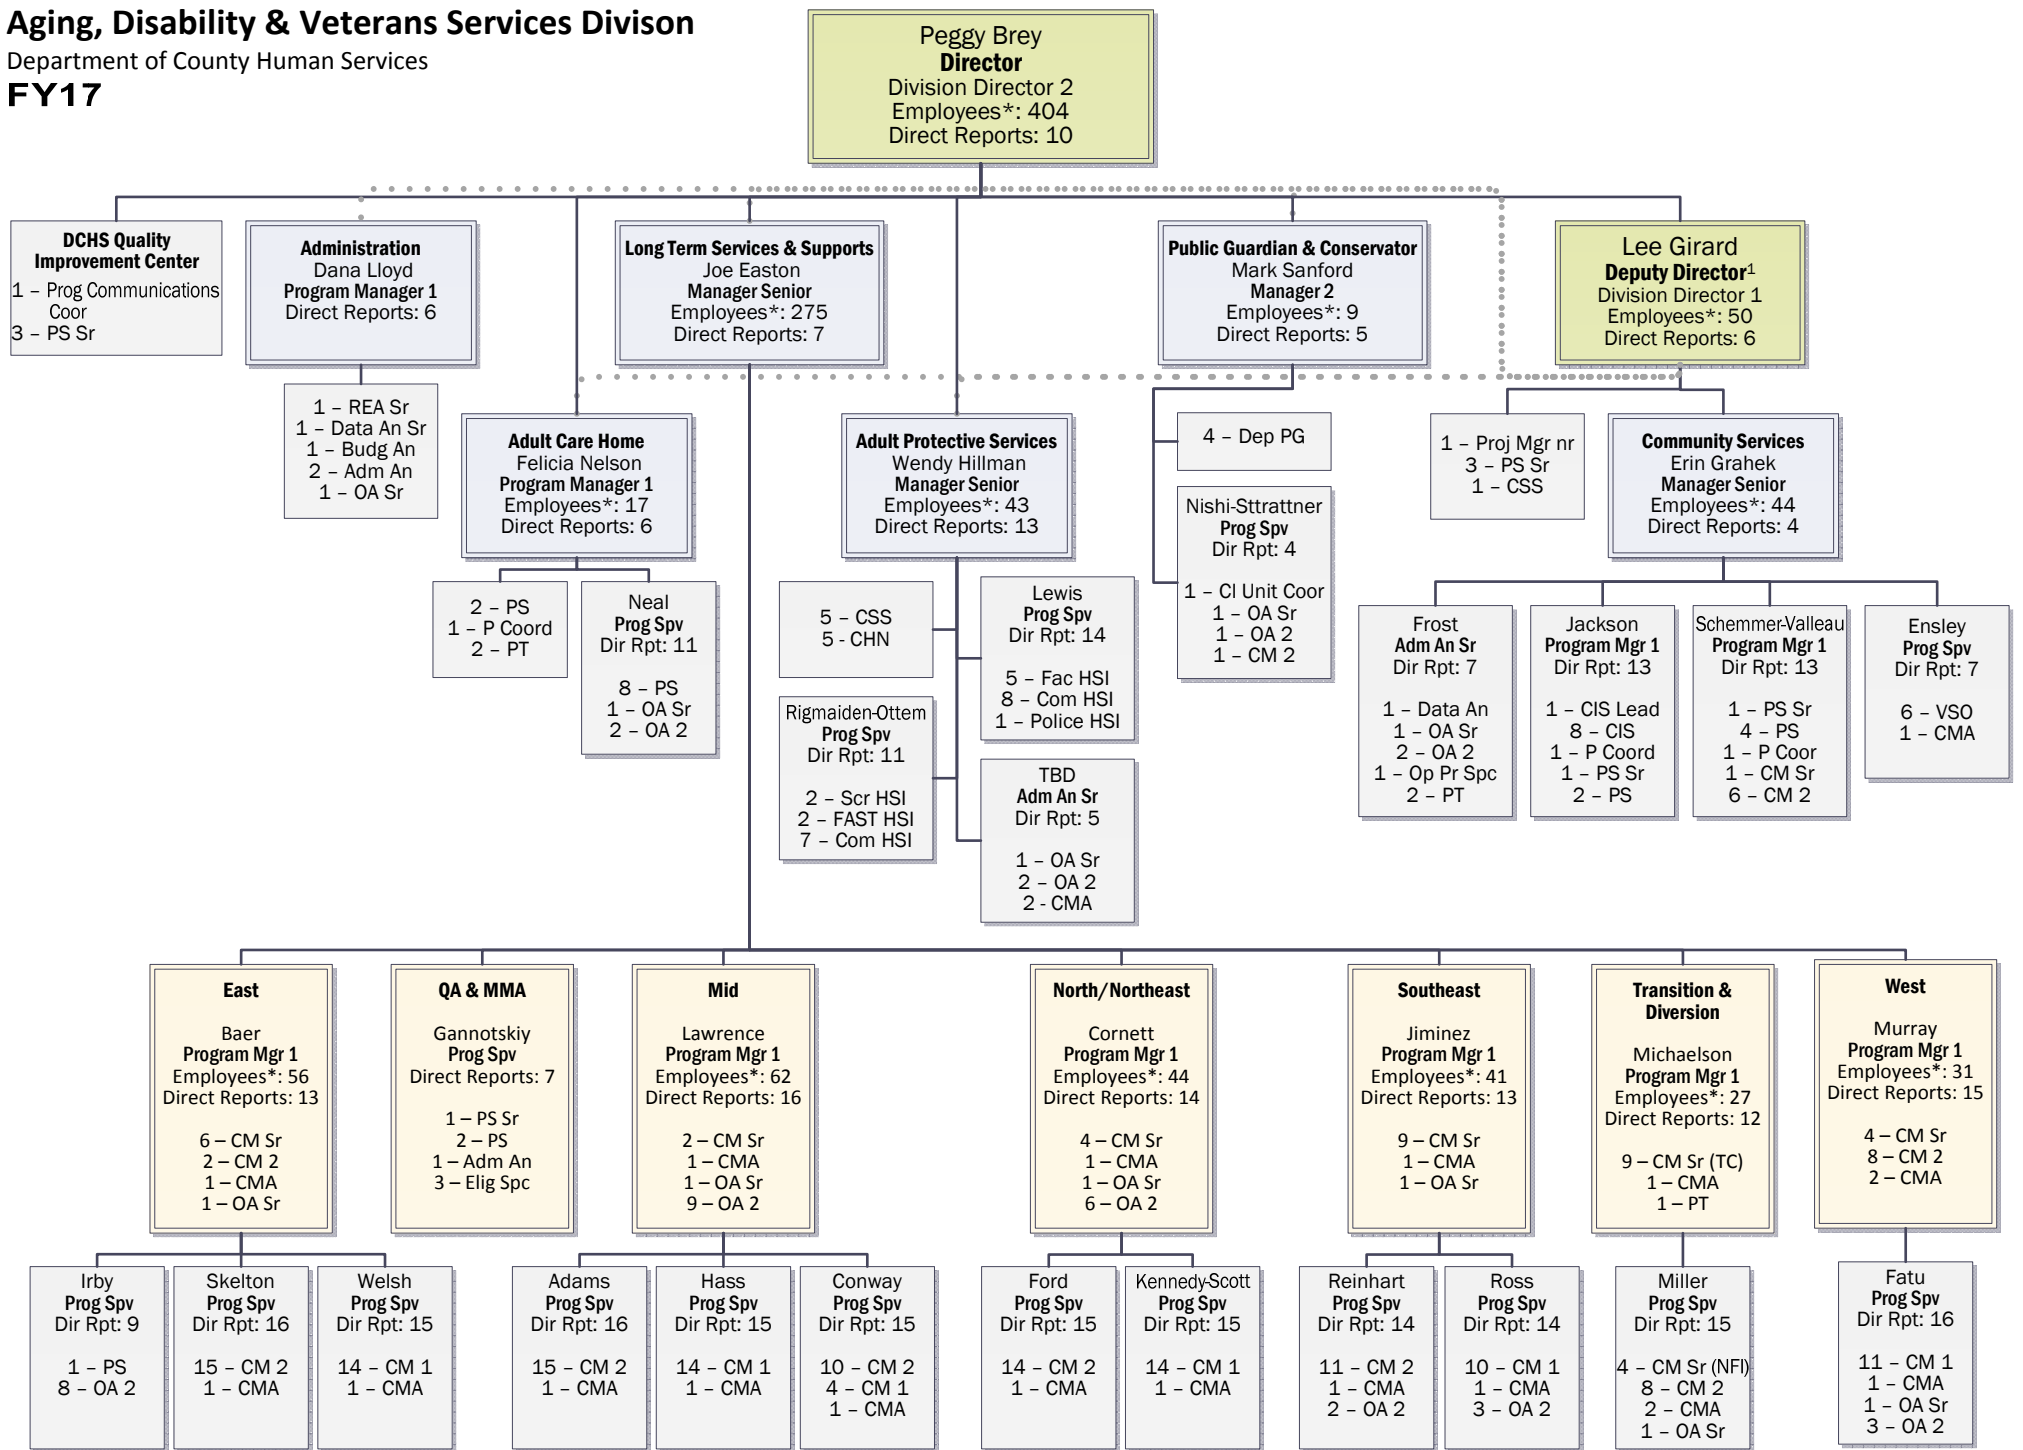 Aging, Disability & Veterans Services Divison
Department of County Human Services
FY17
Peggy Brey
Director
Division Director 2
Employees*: 404
Direct Reports: 10
DCHS Quality
Improvement Center
1 – Prog Communications
Coor
3 – PS Sr
Administration
Dana Lloyd
Program Manager 1
Direct Reports: 6
Long Term Services & Supports
Joe Easton
Manager Senior
Employees*: 275
Direct Reports: 7
Public Guardian & Conservator
Mark Sanford
Manager 2
Employees*: 9
Direct Reports: 5
Lee Girard
Deputy Director1
Division Director 1
Employees*: 50
Direct Reports: 6
1 – REA Sr
1 – Data An Sr
1 – Budg An
2 – Adm An
1 – OA Sr
Adult Care Home
Felicia Nelson
Program Manager 1
Employees*: 17
Direct Reports: 6
Adult Protective Services
Wendy Hillman
Manager Senior
Employees*: 43
Direct Reports: 13
4 – Dep PG
1 – Proj Mgr nr
3 – PS Sr
1 – CSS
Community Services
Erin Grahek
Manager Senior
Employees*: 44
Direct Reports: 4
2 – PS
1 – P Coord
2 – PT
Neal
Prog Spv
Dir Rpt: 11
8 – PS
1 – OA Sr
2 – OA 2
5 – CSS
5 - CHN
Lewis
Prog Spv
Dir Rpt: 14
5 – Fac HSI
8 – Com HSI
1 – Police HSI
Rigmaiden-Ottem
Prog Spv
Dir Rpt: 11
2 – Scr HSI
2 – FAST HSI
7 – Com HSI
TBD
Adm An Sr
Dir Rpt: 5
1 – OA Sr
2 – OA 2
2 - CMA
Nishi-Sttrattner
Prog Spv
Dir Rpt: 4
1 – Cl Unit Coor
1 – OA Sr
1 – OA 2
1 – CM 2
Frost
Adm An Sr
Dir Rpt: 7
1 – Data An
1 – OA Sr
2 – OA 2
1 – Op Pr Spc
2 – PT
Jackson
Program Mgr 1
Dir Rpt: 13
1 – CIS Lead
8 – CIS
1 – P Coord
1 – PS Sr
2 – PS
Schemmer-Valleau
Program Mgr 1
Dir Rpt: 13
1 – PS Sr
4 – PS
1 – P Coor
1 – CM Sr
6 – CM 2
Ensley
Prog Spv
Dir Rpt: 7
6 – VSO
1 – CMA
East
Baer
Program Mgr 1
Employees*: 56
Direct Reports: 13
6 – CM Sr
2 – CM 2
1 – CMA
1 – OA Sr
QA & MMA
Gannotskiy
Prog Spv
Direct Reports: 7
1 – PS Sr
2 – PS
1 – Adm An
3 – Elig Spc
Mid
Lawrence
Program Mgr 1
Employees*: 62
Direct Reports: 16
2 – CM Sr
1 – CMA
1 – OA Sr
9 – OA 2
North/Northeast
Cornett
Program Mgr 1
Employees*: 44
Direct Reports: 14
4 – CM Sr
1 – CMA
1 – OA Sr
6 – OA 2
Southeast
Jiminez
Program Mgr 1
Employees*: 41
Direct Reports: 13
9 – CM Sr
1 – CMA
1 – OA Sr
Transition &
Diversion
Michaelson
Program Mgr 1
Employees*: 27
Direct Reports: 12
9 – CM Sr (TC)
1 – CMA
1 – PT
West
Murray
Program Mgr 1
Employees*: 31
Direct Reports: 15
4 – CM Sr
8 – CM 2
2 – CMA
Irby
Prog Spv
Dir Rpt: 9
1 – PS
8 – OA 2
Skelton
Prog Spv
Dir Rpt: 16
15 – CM 2
1 – CMA
Welsh
Prog Spv
Dir Rpt: 15
14 – CM 1
1 – CMA
Adams
Prog Spv
Dir Rpt: 16
15 – CM 2
1 – CMA
Hass
Prog Spv
Dir Rpt: 15
14 – CM 1
1 – CMA
Conway
Prog Spv
Dir Rpt: 15
10 – CM 2
4 – CM 1
1 – CMA
Ford
Prog Spv
Dir Rpt: 15
14 – CM 2
1 – CMA
Kennedy-Scott
Prog Spv
Dir Rpt: 15
14 – CM 1
1 – CMA
Reinhart
Prog Spv
Dir Rpt: 14
11 – CM 2
1 – CMA
2 – OA 2
Ross
Prog Spv
Dir Rpt: 14
10 – CM 1
1 – CMA
3 – OA 2
Miller
Prog Spv
Dir Rpt: 15
4 – CM Sr (NFI)
8 – CM 2
2 – CMA
1 – OA Sr
Fatu
Prog Spv
Dir Rpt: 16
11 – CM 1
1 – CMA
1 – OA Sr
3 – OA 2